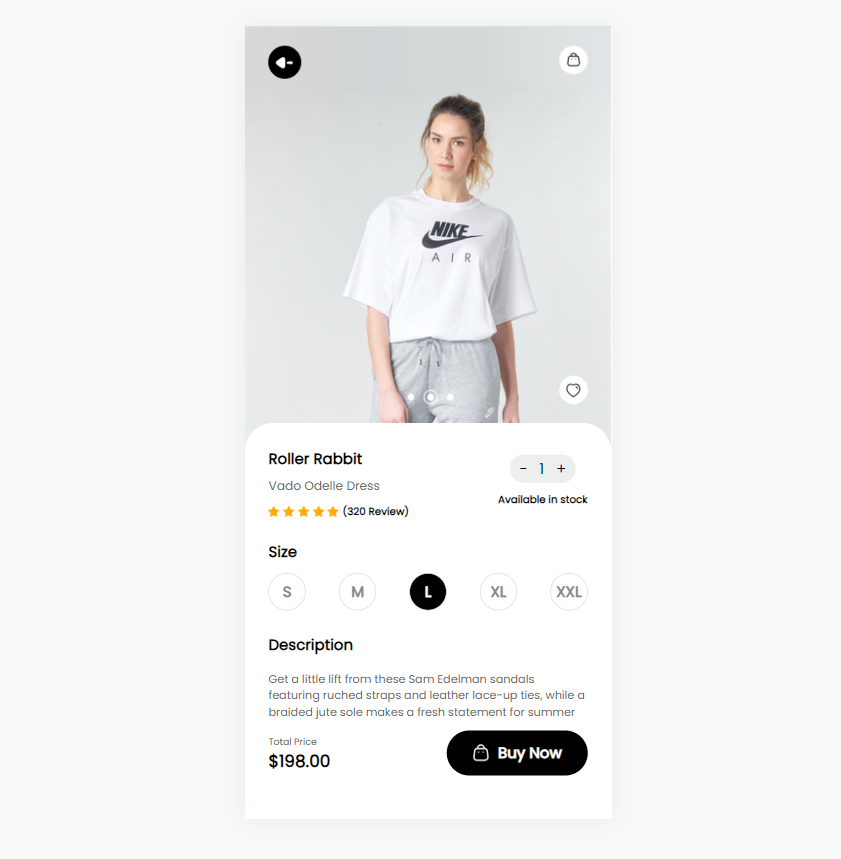 NIKE
AIR
Roller Rabbit
- 1 +
Vado Odelle Dress
Available in stock
(320 Review)
Size
S M L XL XXL
Description
Get a little lift from these Sam Edelman sandals
featuring ruched straps and leather lace-up ties, while a
braided jute sole makes a fresh statement for summer
Total Price
$198.00
Buy Now